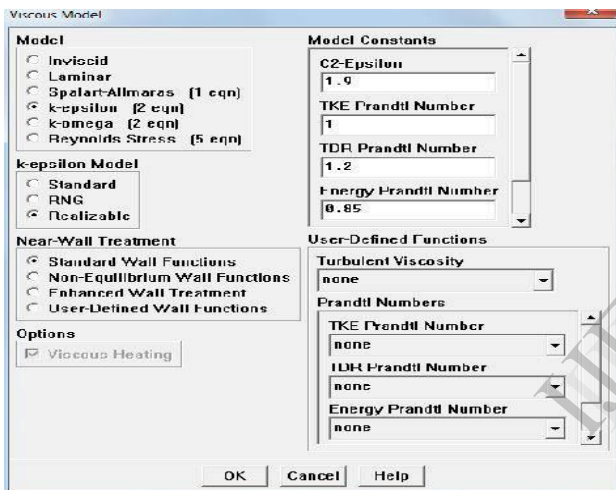 Viscous Model
Model
Inviscid
Laminar
Spalart-Allmaras (1 eqn)
k-epsilon (2 eqn)
k-omega (2 eqn)
Reynolds Stress (5 eqn)
k-epsilon Model
Standard
RNG
Realizable
Near-Wall Treatment
Standard Wall Functions
Non-Equilibrium Wall Functions
Enhanced Wall Treatment
User-Defined Wall Functions
Options
Viscous Heating
Model Constants
C2-Epsilon
1.9
TKE Prandtl Number
1
TDR Prandtl Number
1.2
Energy Prandtl Number
0.85
User-Defined Functions
Turbulent Viscosity
none
Prandtl Numbers
TKE Prandtl Number
none
TDR Prandtl Number
none
Energy Prandtl Number
none
OK Cancel Help